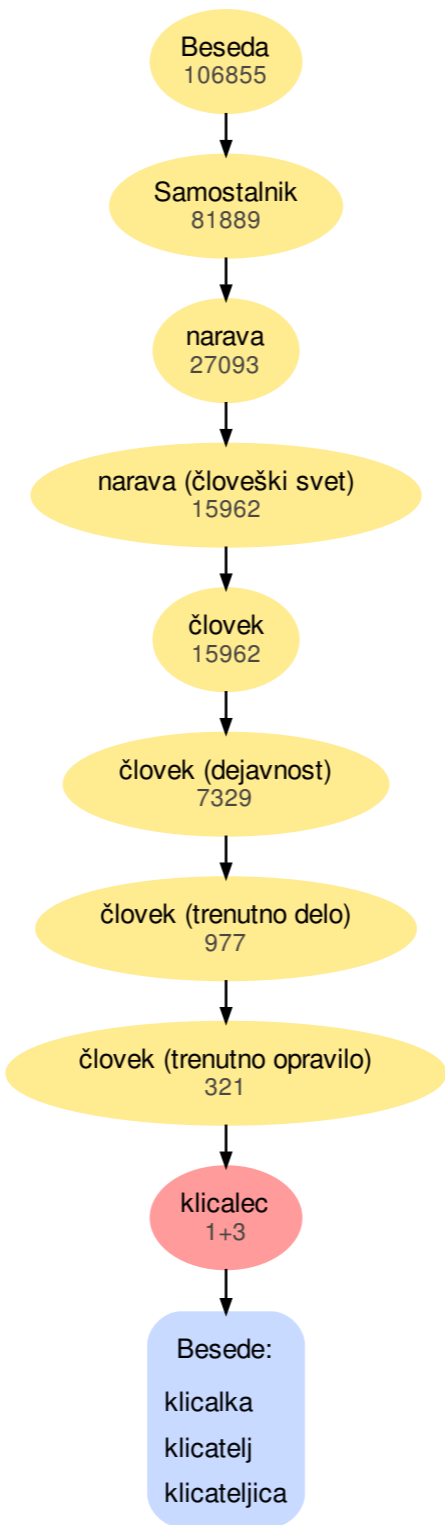 Beseda
106855
Samostalnik
81889
narava
27093
narava (človeški svet)
15962
človek
15962
človek (dejavnost)
7329
človek (trenutno delo)
977
človek (trenutno opravilo)
321
klicalec
1+3
Besede:
klicalka
klicatelj
klicateljica